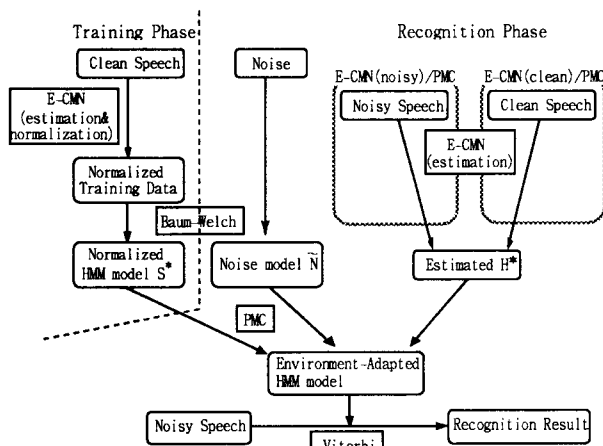 Training Phase
Recognition Phase
Clean Speech
Noise
E-CMN(noisy)/PMC
E-CMN(clean)/PMC
Noisy Speech
Clean Speech
E-CMN
(estimation&
normalization)
E-CMN
(estimation)
Normalized
Training Data
Baum-Welch
Normalized
HMM model S*
Noise model Ñ
Estimated H*
PMC
Environment-Adapted
HMM model
Noisy Speech
Recognition Result
Viterbi